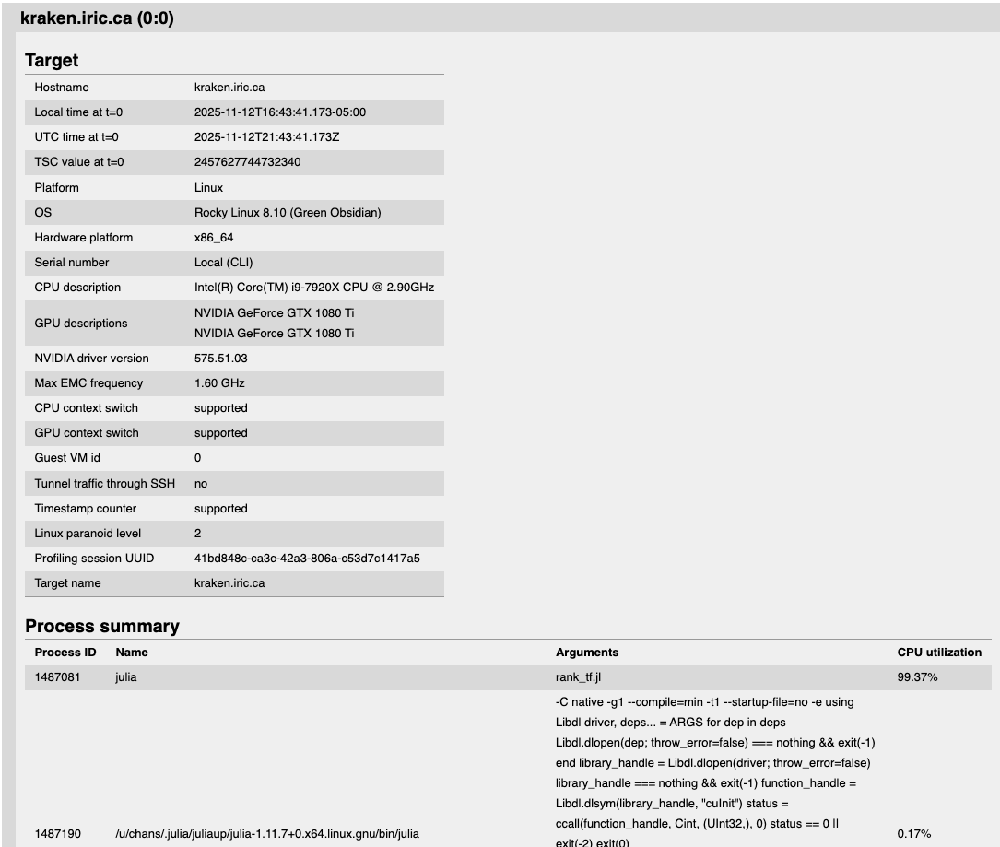 kraken.iric.ca (0:0)
Target
Hostname kraken.iric.ca
Local time at t=0 2025-11-12T16:43:41.173-05:00
UTC time at t=0 2025-11-12T21:43:41.173Z
TSC value at t=0 2457627744732340
Platform Linux
OS Rocky Linux 8.10 (Green Obsidian)
Hardware platform x86_64
Serial number Local (CLI)
CPU description Intel(R) Core(TM) i9-7920X CPU @ 2.90GHz
NVIDIA GeForce GTX 1080 Ti
GPU descriptions
NVIDIA GeForce GTX 1080 Ti
NVIDIA driver version 575.51.03
Max EMC frequency 1.60 GHz
CPU context switch supported
GPU context switch supported
Guest VM id 0
Tunnel traffic through SSH no
Timestamp counter supported
Linux paranoid level 2
Profiling session UUID 41bd848c-ca3c-42a3-806a-c53d7c1417a5
Target name kraken.iric.ca
Process summary
Process ID Name Arguments CPU utilization
1487081 julia rank_tf.jl 99.37%
-C native -g1 --compile=min -t1 --startup-file=no -e using
Libdl driver, deps... = ARGS for dep in deps
Libdl.dlopen(dep; throw_error=false) === nothing && exit(-1)
end library_handle = Libdl.dlopen(driver; throw_error=false)
library_handle === nothing && exit(-1) function_handle =
Libdl.dlsym(library_handle, "cuInit") status =
ccall(function_handle, Cint, (UInt32,), 0) status == 0 ||
1487190 /u/chans/.julia/juliaup/julia-1.11.7+0.x64.linux.gnu/bin/julia 0.17%
exit(-2) exit(0)